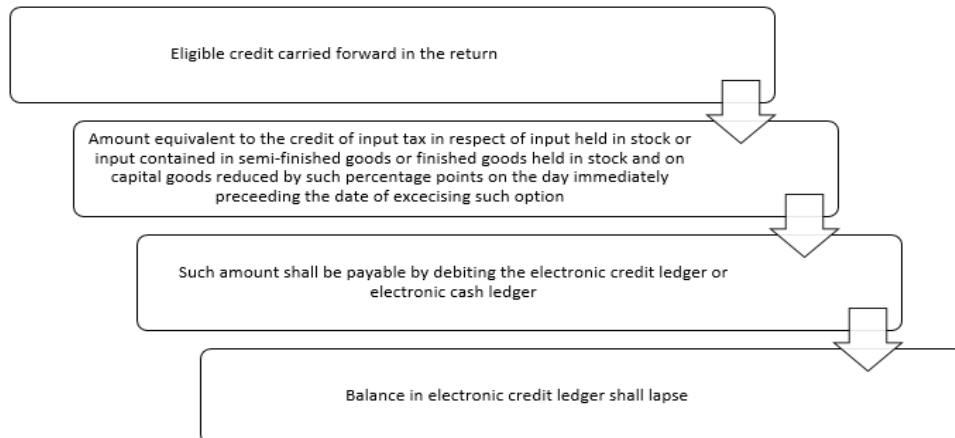 Eligible credit carried forward in the return
Amount equivalent to the credit of input tax in respect of input held in stock or
input contained in semi-finished goods or finished goods held in stock and on
capital goods reduced by such percentage points on the day immediately
preceeding the date of excecising such option
Such amount shall be payable by debiting the electronic credit ledger or
electronic cash ledger
Balance in electronic credit ledger shall lapse